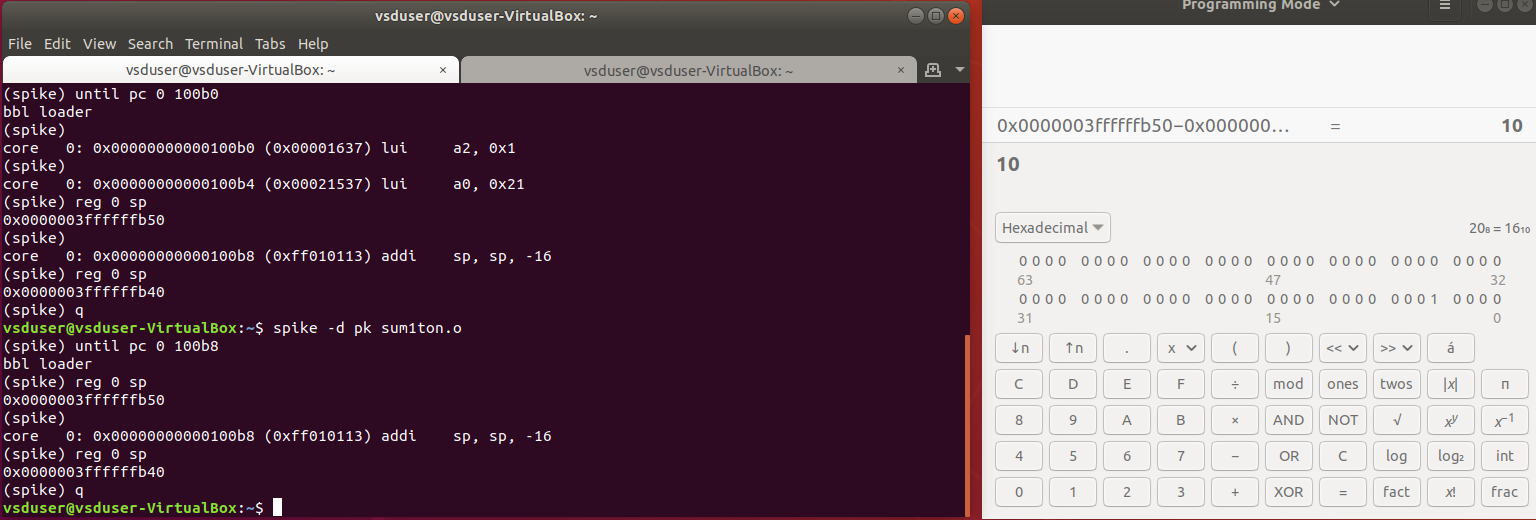 vsduser@vsduser-VirtualBox: ~
File Edit View Search Terminal Tabs Help
vsduser@vsduser-VirtualBox: ~ × vsduser@vsduser-VirtualBox: ~ ×
(spike) until pc 0 100b0
bbl loader
(spike)
core   0: 0x00000000000100b0 (0x00001637) lui     a2, 0x1
(spike)
core   0: 0x00000000000100b4 (0x00021537) lui     a0, 0x21
(spike) reg 0 sp
0x0000003ffffffb50
(spike)
core   0: 0x00000000000100b8 (0xff010113) addi    sp, sp, -16
(spike) reg 0 sp
0x0000003ffffffb40
(spike) q
vsduser@vsduser-VirtualBox:~$ spike -d pk sum1ton.o
(spike) until pc 0 100b8
bbl loader
(spike) reg 0 sp
0x0000003ffffffb50
(spike)
core   0: 0x00000000000100b8 (0xff010113) addi    sp, sp, -16
(spike) reg 0 sp
0x0000003ffffffb40
(spike) q
vsduser@vsduser-VirtualBox:~$
Programming Mode
0x0000003ffffffb50−0x000000... = 10
10
Hexadecimal 20₈ = 16₁₀
0000 0000 0000 0000 0000 0000 0000 0000
63 47 32
0000 0000 0000 0000 0000 0000 0001 0000
31 15 0
↓n ↑n . x ( ) << >> á
C D E F ÷ mod ones twos |x| π
8 9 A B × AND NOT √ xʸ x⁻¹
4 5 6 7 − OR C log log₂ int
0 1 2 3 + XOR = fact x! frac